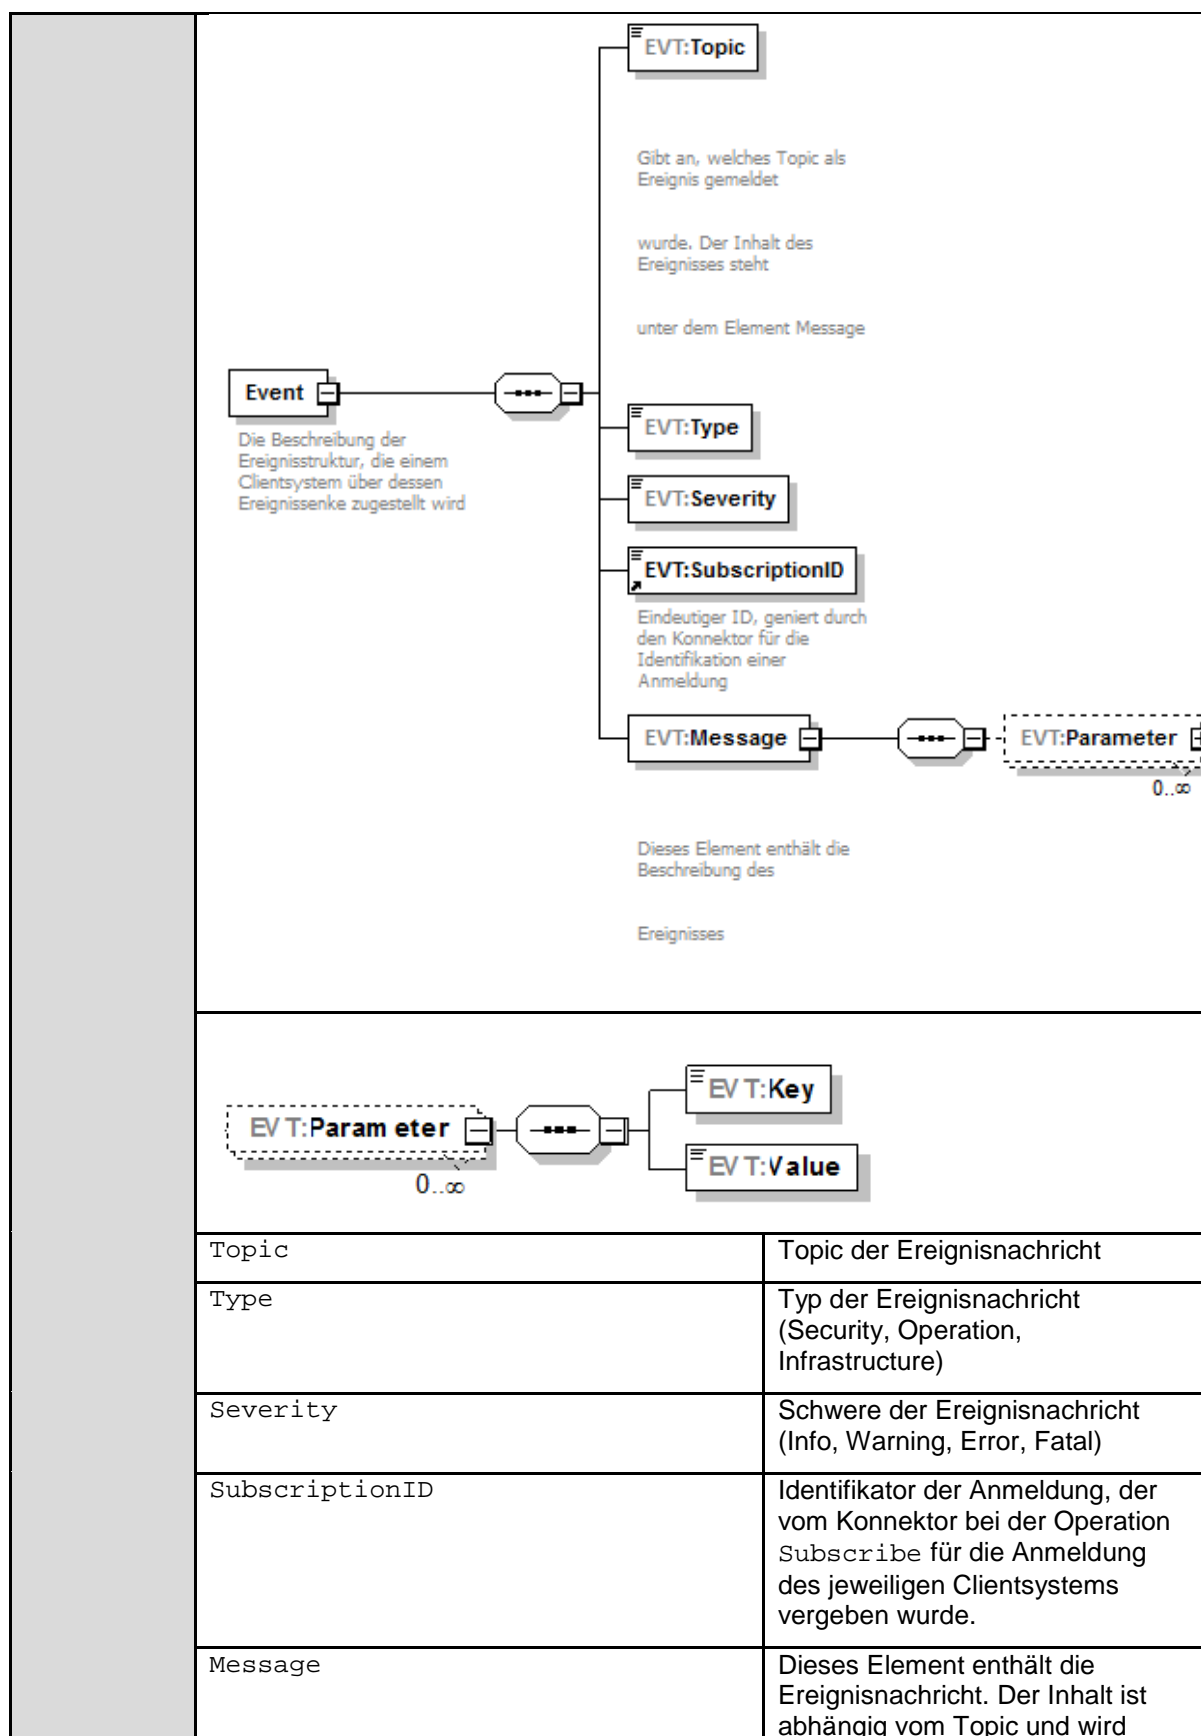 EVT:Topic
Gibt an, welches Topic als
Ereignis gemeldet
wurde. Der Inhalt des
Ereignisses steht
unter dem Element Message
Event
Die Beschreibung der
Ereignisstruktur, die einem
Clientsystem über dessen
Ereignissenke zugestellt wird
EVT:Type
EVT:Severity
EVT:SubscriptionID
Eindeutiger ID, geniert durch
den Konnektor für die
Identifikation einer
Anmeldung
EVT:Message
EVT:Parameter
0..∞
Dieses Element enthält die
Beschreibung des
Ereignisses
EVT:Parameter
0..∞
EVT:Key
EVT:Value
Topic
Topic der Ereignisnachricht
Type
Typ der Ereignisnachricht
(Security, Operation,
Infrastructure)
Severity
Schwere der Ereignisnachricht
(Info, Warning, Error, Fatal)
SubscriptionID
Identifikator der Anmeldung, der
vom Konnektor bei der Operation
Subscribe für die Anmeldung
des jeweiligen Clientsystems
vergeben wurde.
Message
Dieses Element enthält die
Ereignisnachricht. Der Inhalt ist
abhängig vom Topic und wird